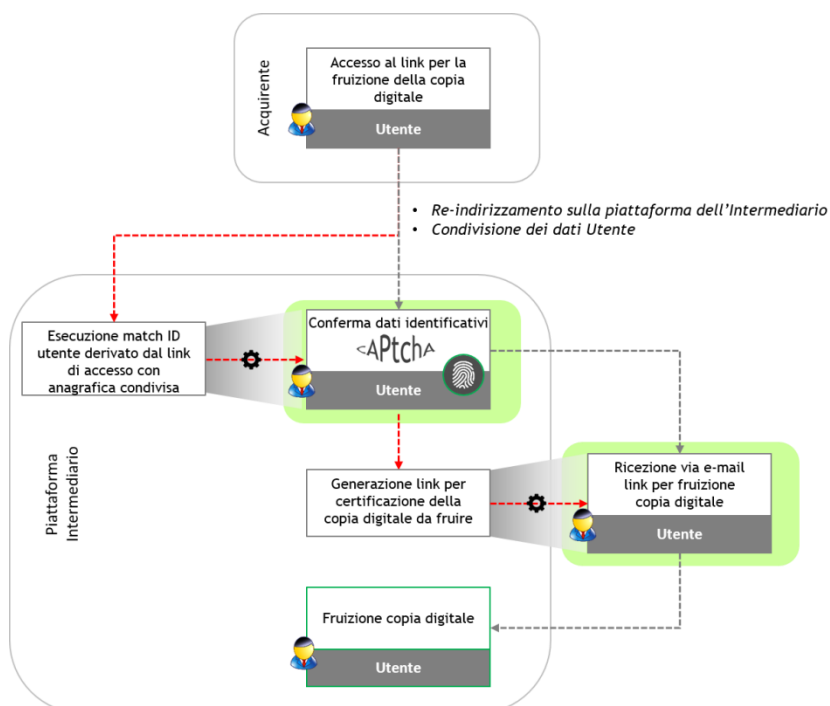 Acquirente
Accesso al link per la
fruizione della copia
digitale
Utente
• Re-indirizzamento sulla piattaforma dell'Intermediario
• Condivisione dei dati Utente
Esecuzione match ID
utente derivato dal link
di accesso con
anagrafica condivisa
Conferma dati identificativi
<APtchA
Utente
Piattaforma
Intermediario
Generazione link per
certificazione della
copia digitale da fruire
Ricezione via e-mail
link per fruizione
copia digitale
Utente
Fruizione copia digitale
Utente